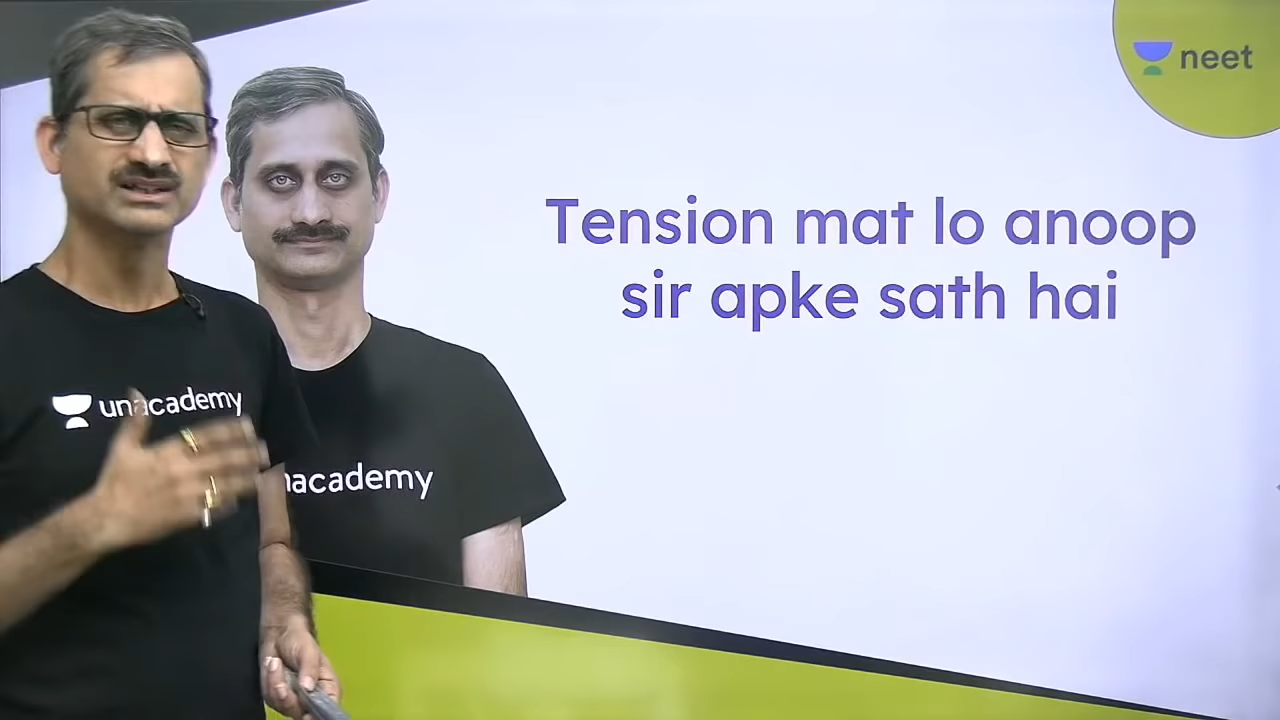 neet
Tension mat lo anoop
sir apke sath hai
unacademy
nacademy